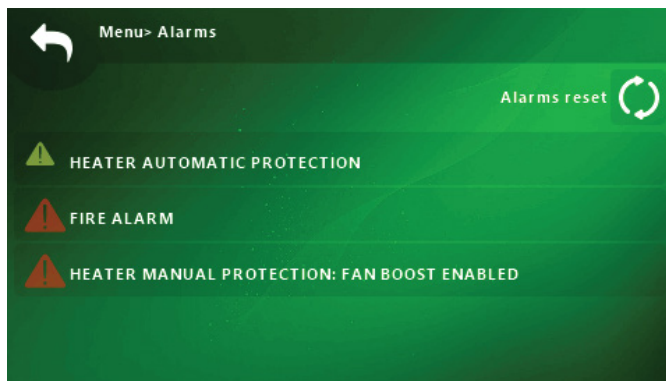 Menu> Alarms
Alarms reset
HEATER AUTOMATIC PROTECTION
FIRE ALARM
HEATER MANUAL PROTECTION: FAN BOOST ENABLED